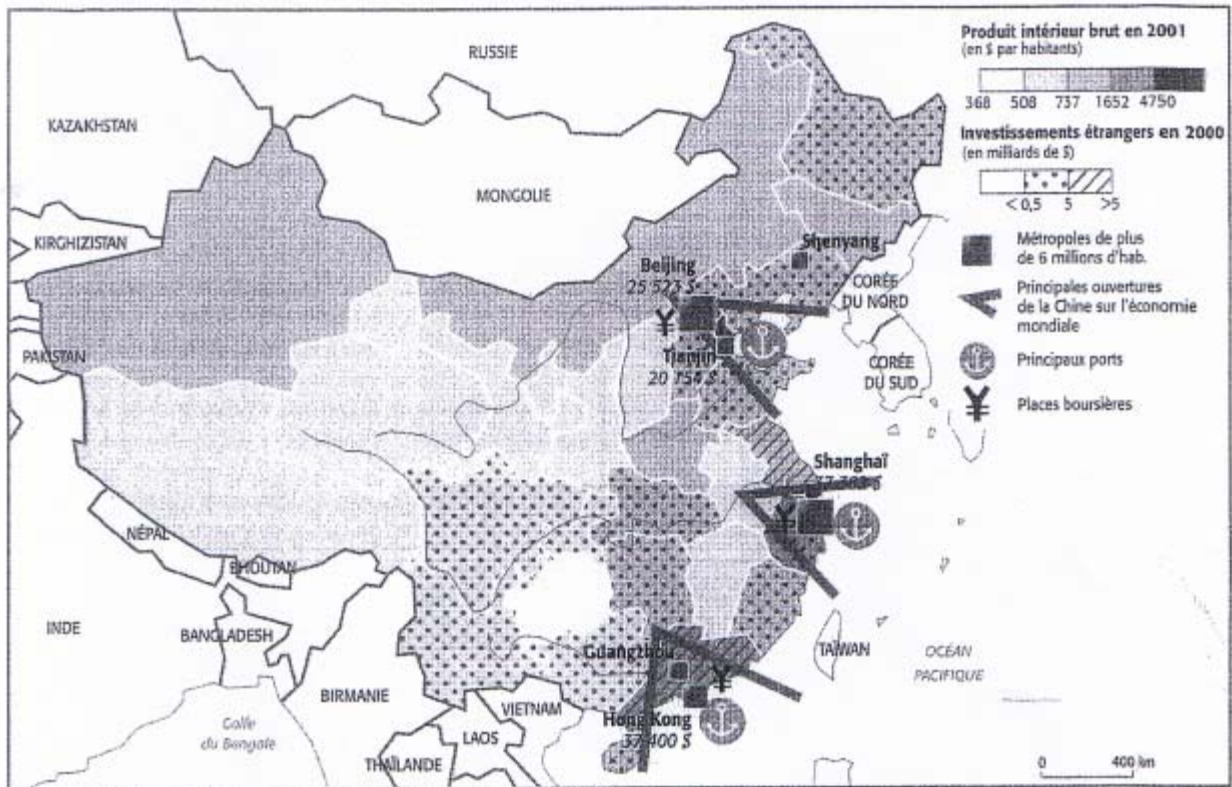 Produit intérieur brut en 2001
(en $ par habitants)
368 508 737 1652 4750
Investissements étrangers en 2000
(en milliards de $)
< 0,5 5 >5
Métropoles de plus
de 6 millions d'hab.
Principales ouvertures
de la Chine sur l'économie
mondiale
Principaux ports
¥ Places boursières
RUSSIE
KAZAKHSTAN
MONGOLIE
KIRGHIZISTAN
Shenyang
Beijing
25 523 $
CORÉE
DU NORD
¥
Tianjin
20 154 $
PAKISTAN
CORÉE
DU SUD
Shanghaï
¥
NÉPAL
BHOUTAN
INDE
BANGLADESH
Guangzhou
TAÏWAN
OCÉAN
PACIFIQUE
BIRMANIE
¥
VIETNAM
Hong Kong
37 400 $
LAOS
Golfe
du Bengale
THAÏLANDE
0 400 km